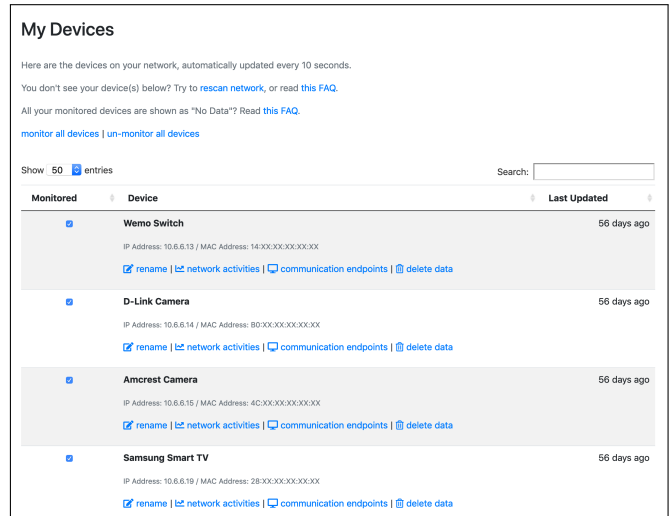 My Devices
Here are the devices on your network, automatically updated every 10 seconds.
You don't see your device(s) below? Try to rescan network, or read this FAQ.
All your monitored devices are shown as "No Data"? Read this FAQ.
monitor all devices | un-monitor all devices
Show 50 entries Search:
Monitored Device Last Updated
Wemo Switch 56 days ago
IP Address: 10.6.6.13 / MAC Address: 14:XX:XX:XX:XX:XX
rename | network activities | communication endpoints | delete data
D-Link Camera 56 days ago
IP Address: 10.6.6.14 / MAC Address: B0:XX:XX:XX:XX:XX
rename | network activities | communication endpoints | delete data
Amcrest Camera 56 days ago
IP Address: 10.6.6.15 / MAC Address: 4C:XX:XX:XX:XX:XX
rename | network activities | communication endpoints | delete data
Samsung Smart TV 56 days ago
IP Address: 10.6.6.19 / MAC Address: 28:XX:XX:XX:XX:XX
rename | network activities | communication endpoints | delete data